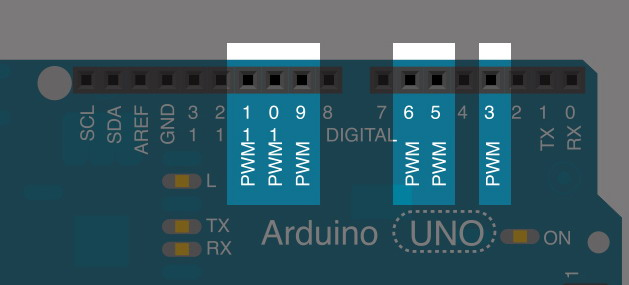 SCL SDA AREF GND 13 12 11 10 9 8 7 6 5 4 3 2 1 0
PWM PWM PWM DIGITAL PWM PWM PWM TX RX
L
TX
RX
Arduino UNO ON
1